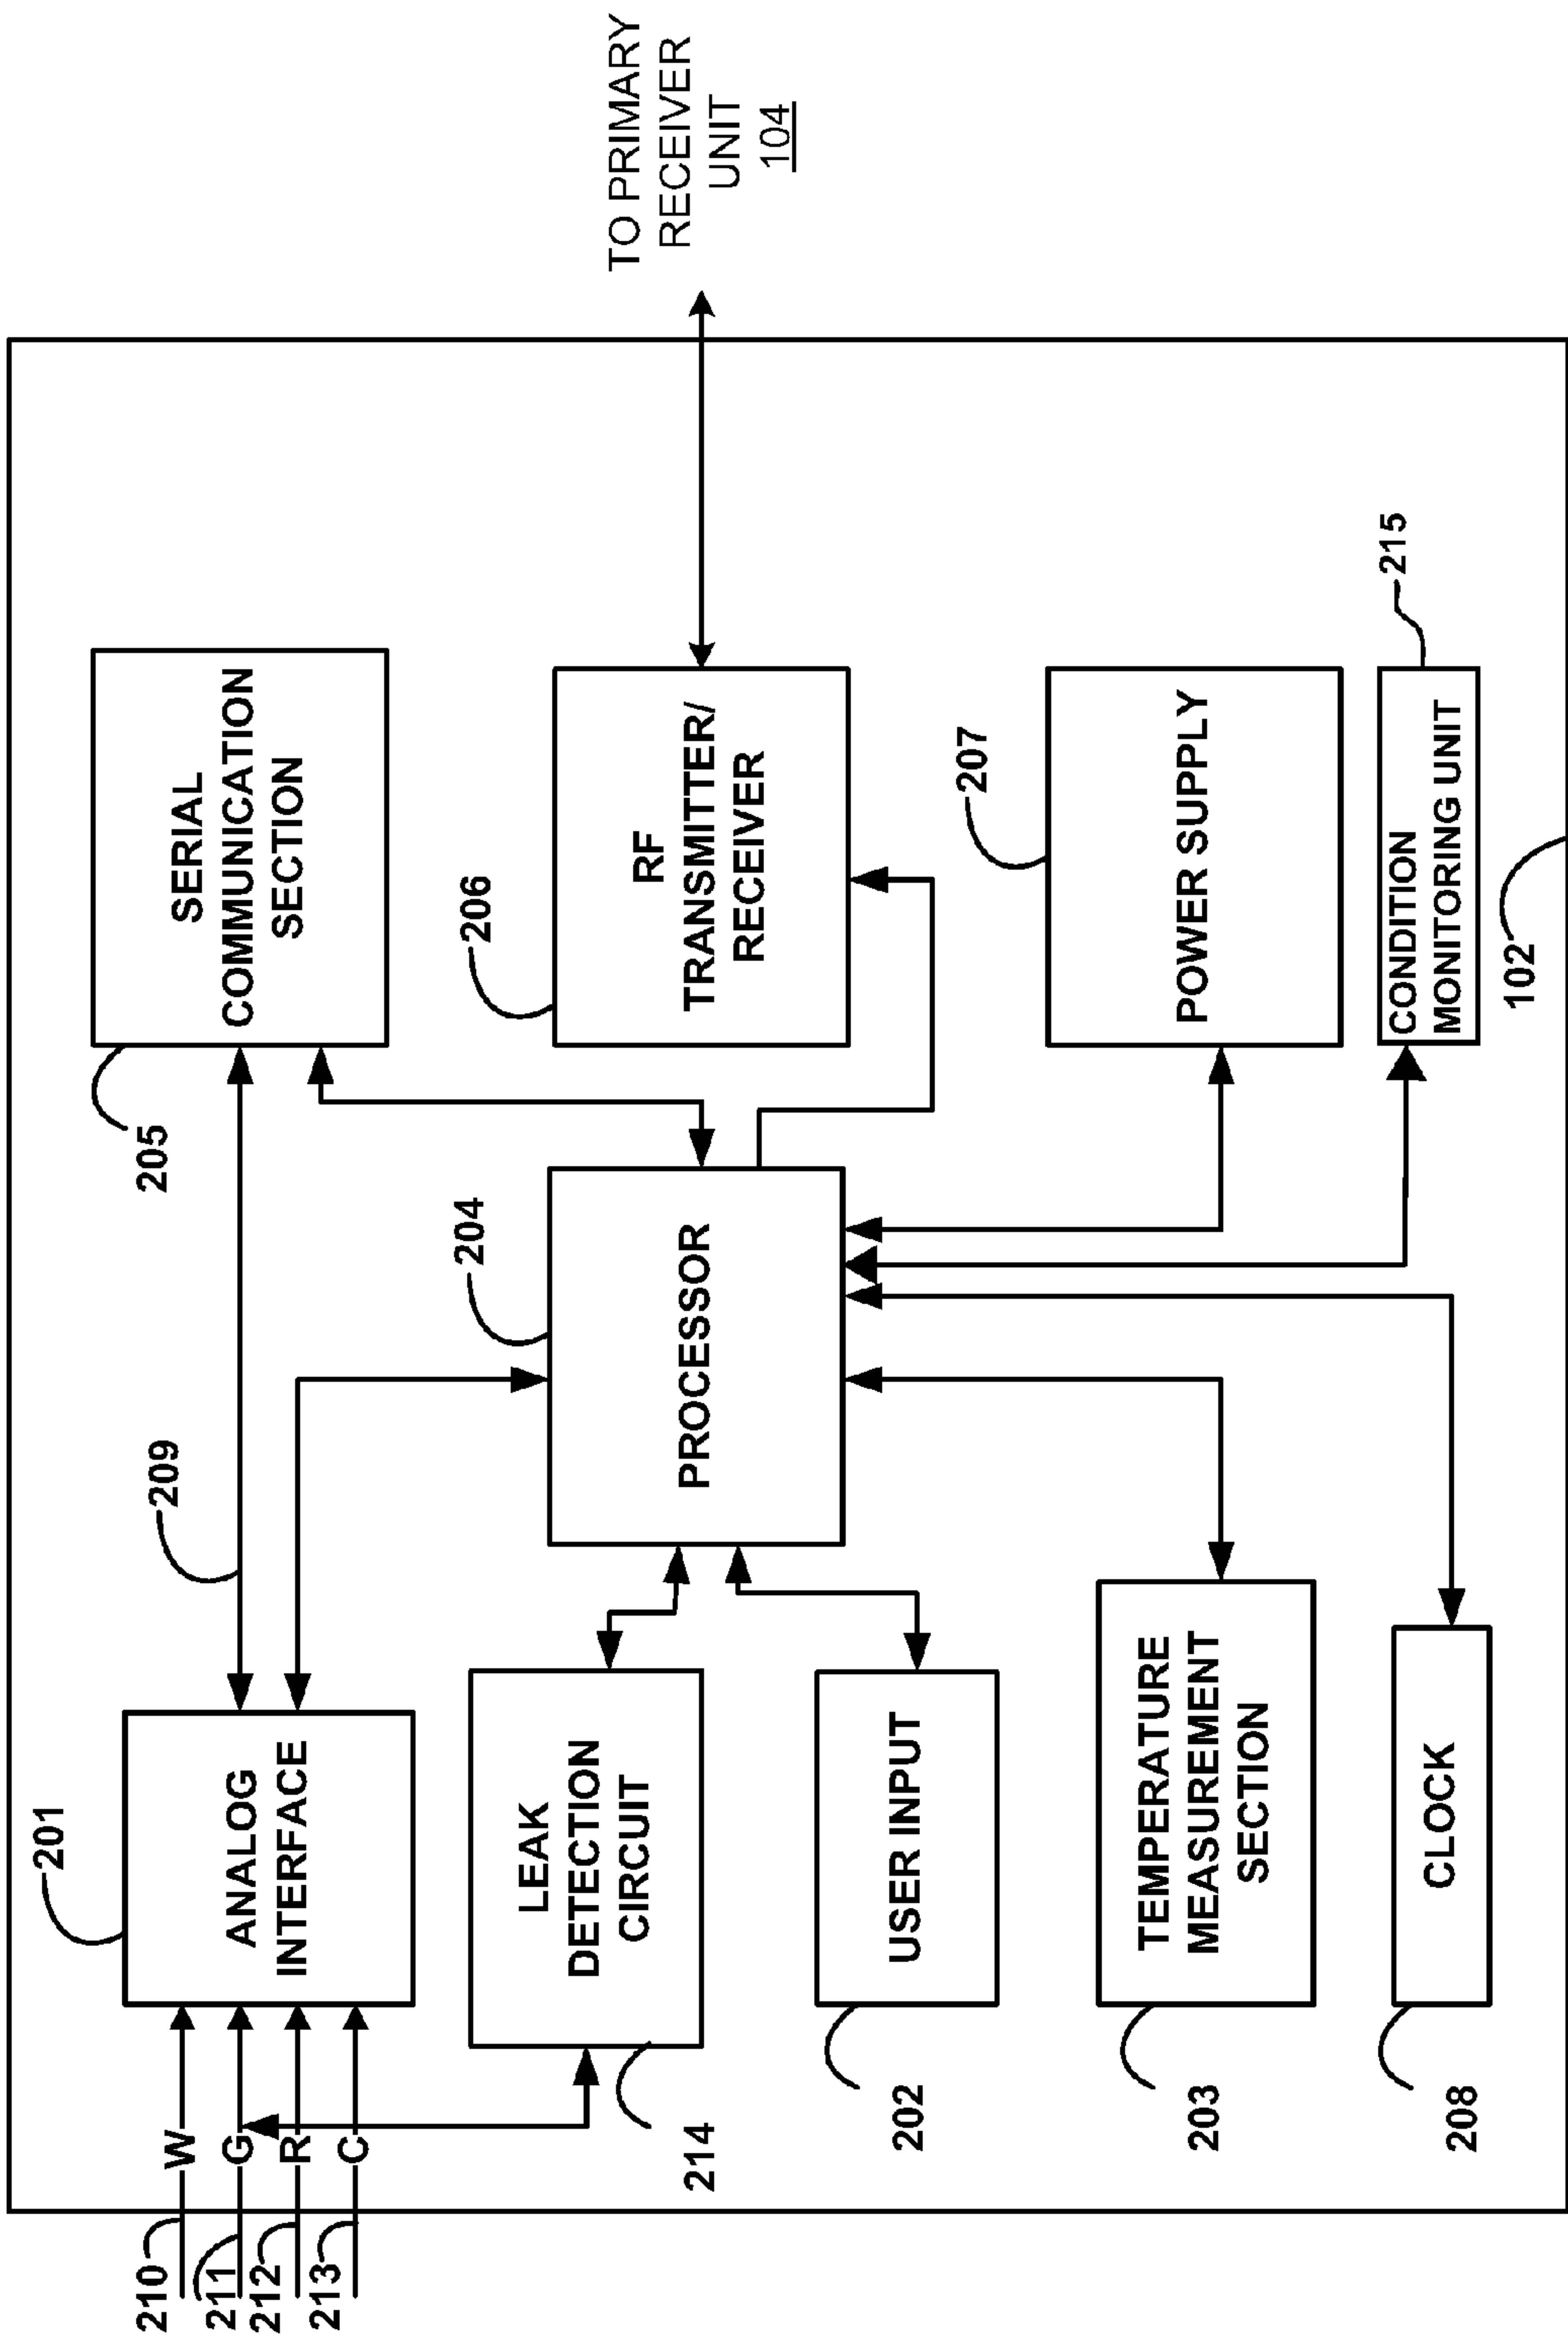 210
W
211
G
212
R
213
C
201
ANALOG
INTERFACE
209
205
SERIAL
COMMUNICATION
SECTION
214
LEAK
DETECTION
CIRCUIT
204
PROCESSOR
206
RF
TRANSMITTER/
RECEIVER
TO PRIMARY
RECEIVER
UNIT
104
202
USER INPUT
207
POWER SUPPLY
203
TEMPERATURE
MEASUREMENT
SECTION
215
CONDITION
MONITORING UNIT
208
CLOCK
102